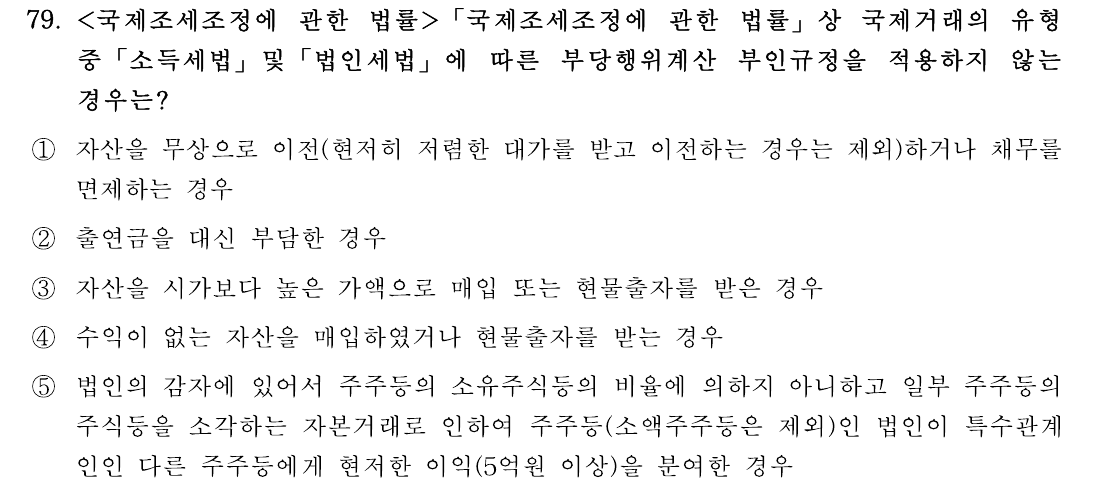 79. <국제조세조정에 관한 법률>「국제조세조정에 관한 법률」상 국제거래의 유형
중「소득세법」및「법인세법」에 따른 부당행위계산 부인규정을 적용하지 않는
경우는?
① 자산을 무상으로 이전(현저히 저렴한 대가를 받고 이전하는 경우는 제외)하거나 채무를
면제하는 경우
② 출연금을 대신 부담한 경우
③ 자산을 시가보다 높은 가액으로 매입 또는 현물출자를 받은 경우
④ 수익이 없는 자산을 매입하였거나 현물출자를 받는 경우
⑤ 법인의 감자에 있어서 주주등의 소유주식등의 비율에 의하지 아니하고 일부 주주등의
주식등을 소각하는 자본거래로 인하여 주주등(소액주주등은 제외)인 법인이 특수관계
인인 다른 주주등에게 현저한 이익(5억원 이상)을 분여한 경우